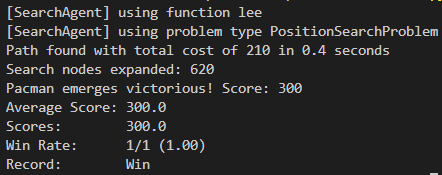 [SearchAgent] using function lee
[SearchAgent] using problem type PositionSearchProblem
Path found with total cost of 210 in 0.4 seconds
Search nodes expanded: 620
Pacman emerges victorious! Score: 300
Average Score: 300.0
Scores:        300.0
Win Rate:      1/1 (1.00)
Record:        Win